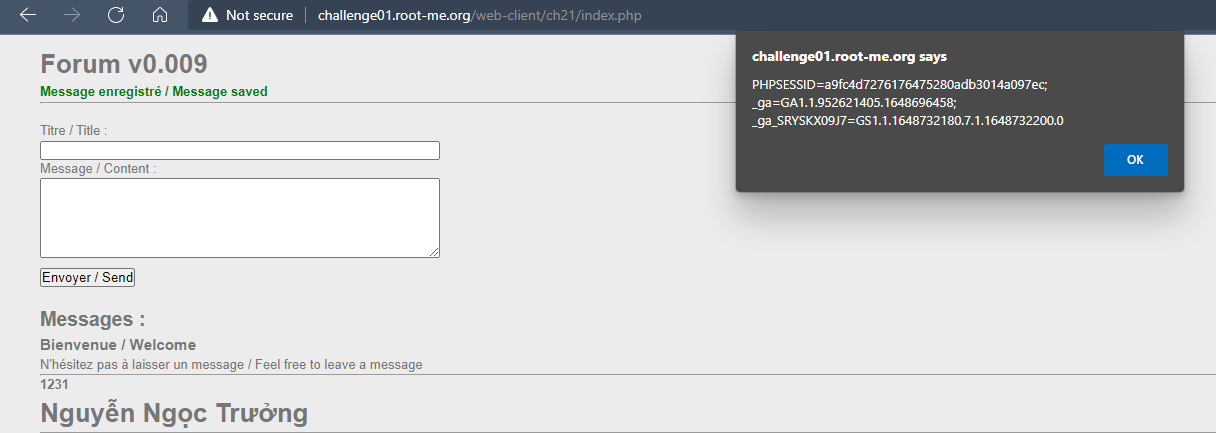 Not secure challenge01.root-me.org/web-client/ch21/index.php
challenge01.root-me.org says
PHPSESSID=a9fc4d7276176475280adb3014a097ec;
_ga=GA1.1.952621405.1648696458;
_ga_SRYSKX09J7=GS1.1.1648732180.7.1.1648732200.0
OK
Forum v0.009
Message enregistré / Message saved
Titre / Title :
Message / Content :
Envoyer / Send
Messages :
Bienvenue / Welcome
N'hésitez pas à laisser un message / Feel free to leave a message
1231
Nguyễn Ngọc Trưởng